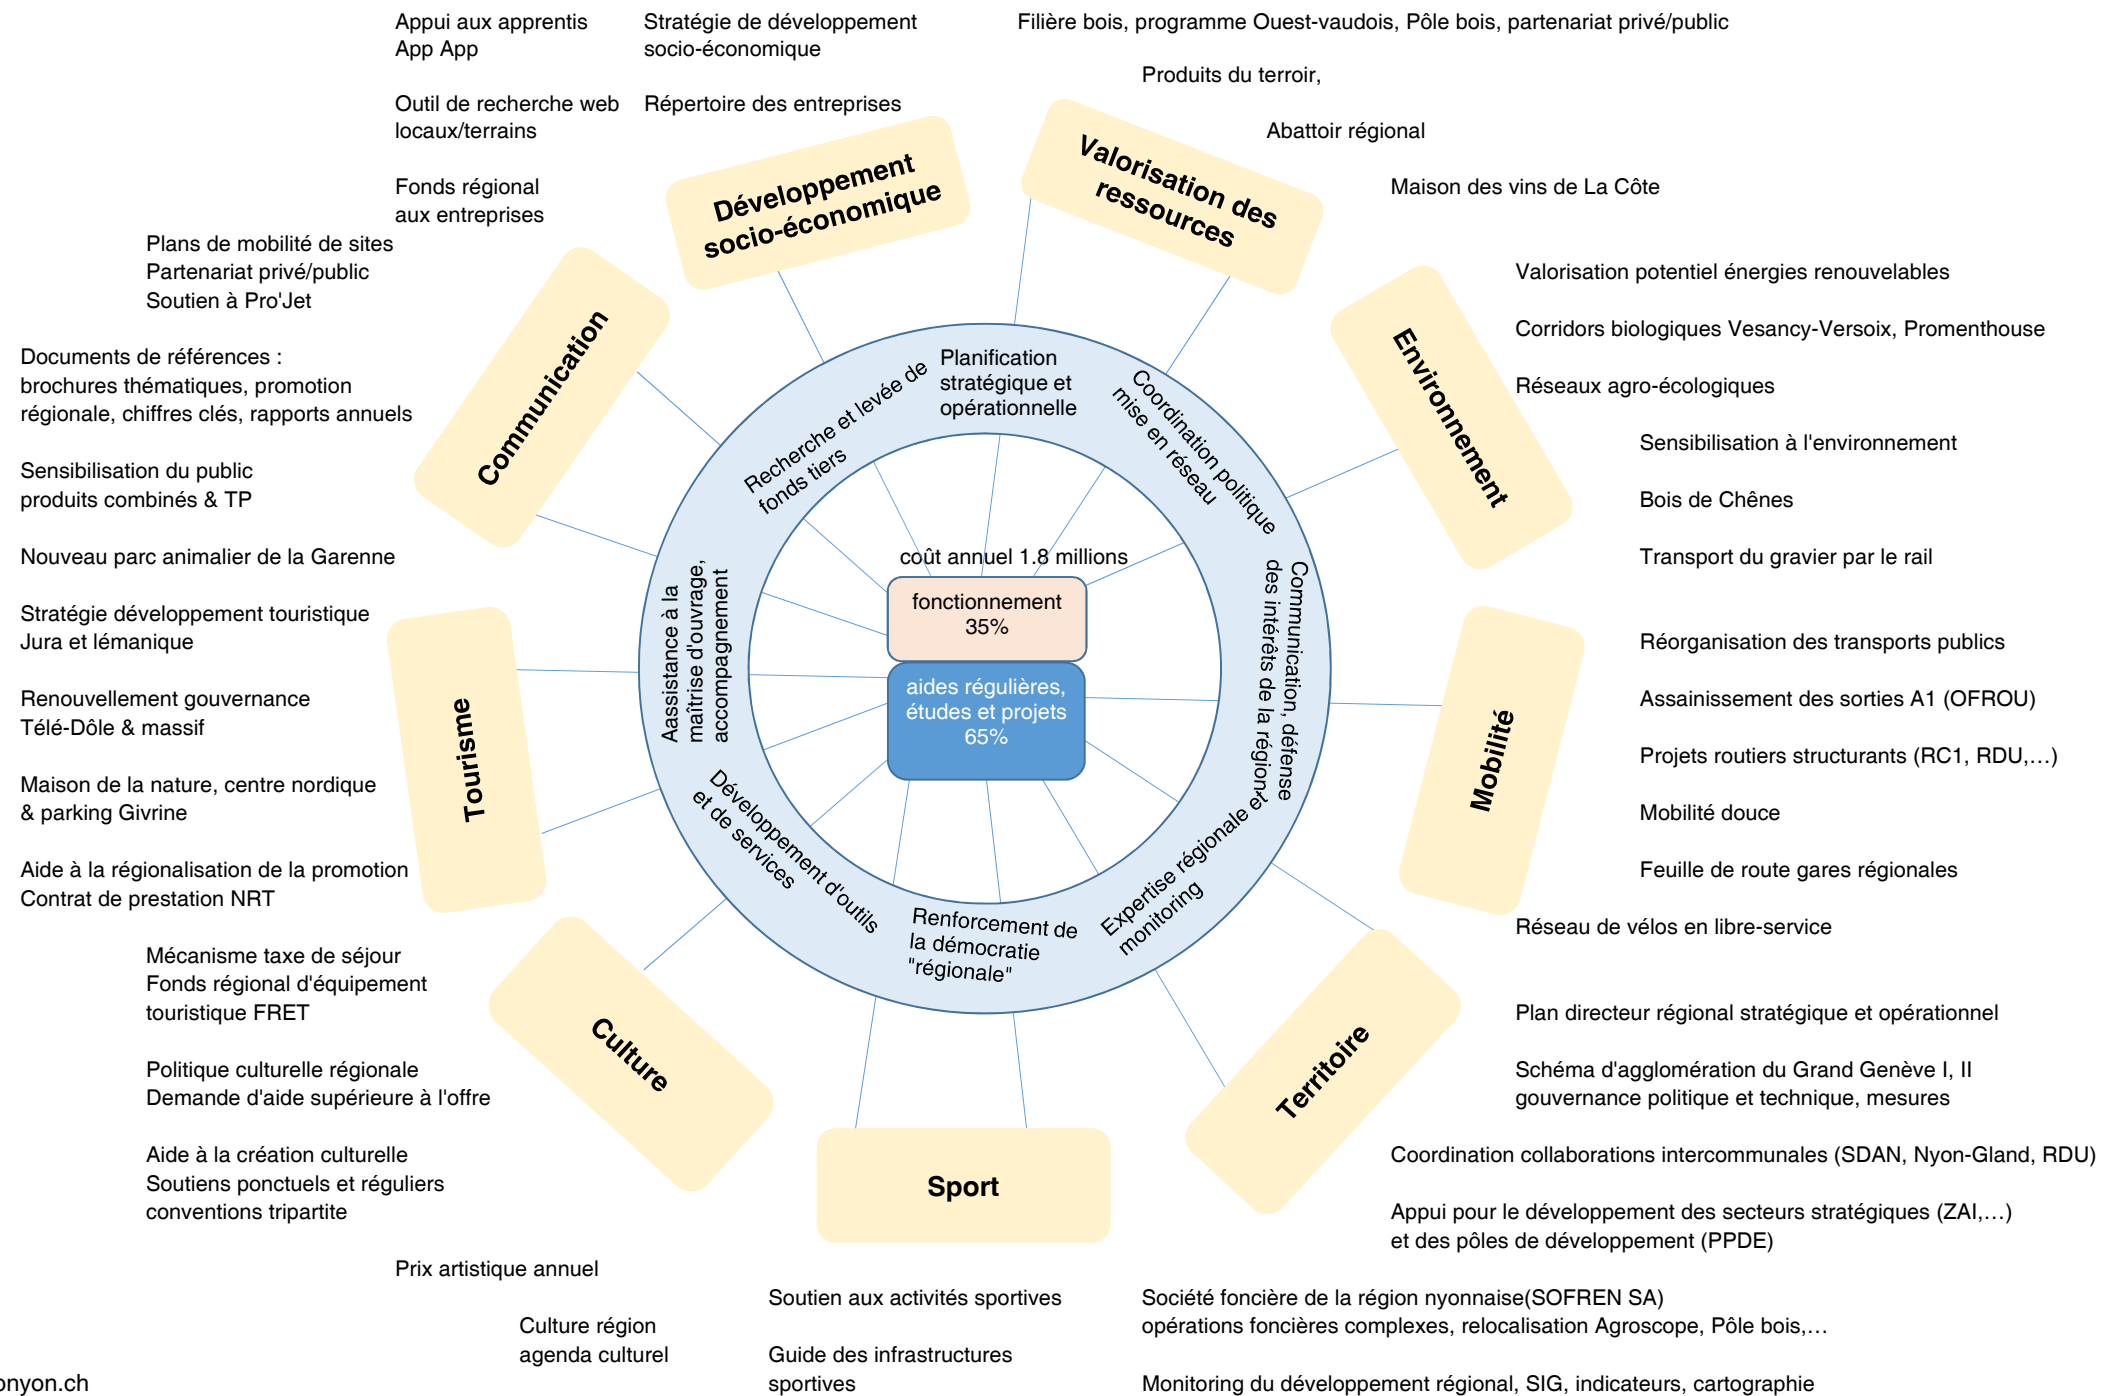 Appui aux apprentis
App App
Outil de recherche web
locaux/terrains
Fonds régional
aux entreprises
Stratégie de développement
socio-économique
Répertoire des entreprises
Filière bois, programme Ouest-vaudois, Pôle bois, partenariat privé/public
Produits du terroir,
Abattoir régional
Maison des vins de La Côte
Développement
socio-économique
Valorisation des
ressources
Plans de mobilité de sites
Partenariat privé/public
Soutien à Pro'Jet
Documents de références :
brochures thématiques, promotion
régionale, chiffres clés, rapports annuels
Sensibilisation du public
produits combinés & TP
Nouveau parc animalier de la Garenne
Stratégie développement touristique
Jura et lémanique
Renouvellement gouvernance
Télé-Dôle & massif
Maison de la nature, centre nordique
& parking Givrine
Aide à la régionalisation de la promotion
Contrat de prestation NRT
Mécanisme taxe de séjour
Fonds régional d'équipement
touristique FRET
Politique culturelle régionale
Demande d'aide supérieure à l'offre
Aide à la création culturelle
Soutiens ponctuels et réguliers
conventions tripartite
Prix artistique annuel
Culture région
agenda culturel
Communication
Tourisme
Culture
Sport
Territoire
Mobilité
Environnement
Recherche et levée de
fonds tiers
Planification
stratégique et
opérationnelle
Coordination politique
mise en réseau
Communication, défense
des intérêts de la région
Expertise régionale et
monitoring
Renforcement de
la démocratie
"régionale"
Développement d'outils
et de services
Aassistance à la
maîtrise d'ouvrage,
accompagnement
coût annuel 1.8 millions
fonctionnement
35%
aides régulières,
études et projets
65%
Valorisation potentiel énergies renouvelables
Corridors biologiques Vesancy-Versoix, Promenthouse
Réseaux agro-écologiques
Sensibilisation à l'environnement
Bois de Chênes
Transport du gravier par le rail
Réorganisation des transports publics
Assainissement des sorties A1 (OFROU)
Projets routiers structurants (RC1, RDU,…)
Mobilité douce
Feuille de route gares régionales
Réseau de vélos en libre-service
Plan directeur régional stratégique et opérationnel
Schéma d'agglomération du Grand Genève I, II
gouvernance politique et technique, mesures
Coordination collaborations intercommunales (SDAN, Nyon-Gland, RDU)
Appui pour le développement des secteurs stratégiques (ZAI,…)
et des pôles de développement (PPDE)
Société foncière de la région nyonnaise(SOFREN SA)
opérations foncières complexes, relocalisation Agroscope, Pôle bois,…
Monitoring du développement régional, SIG, indicateurs, cartographie
Soutien aux activités sportives
Guide des infrastructures
sportives
onyon.ch